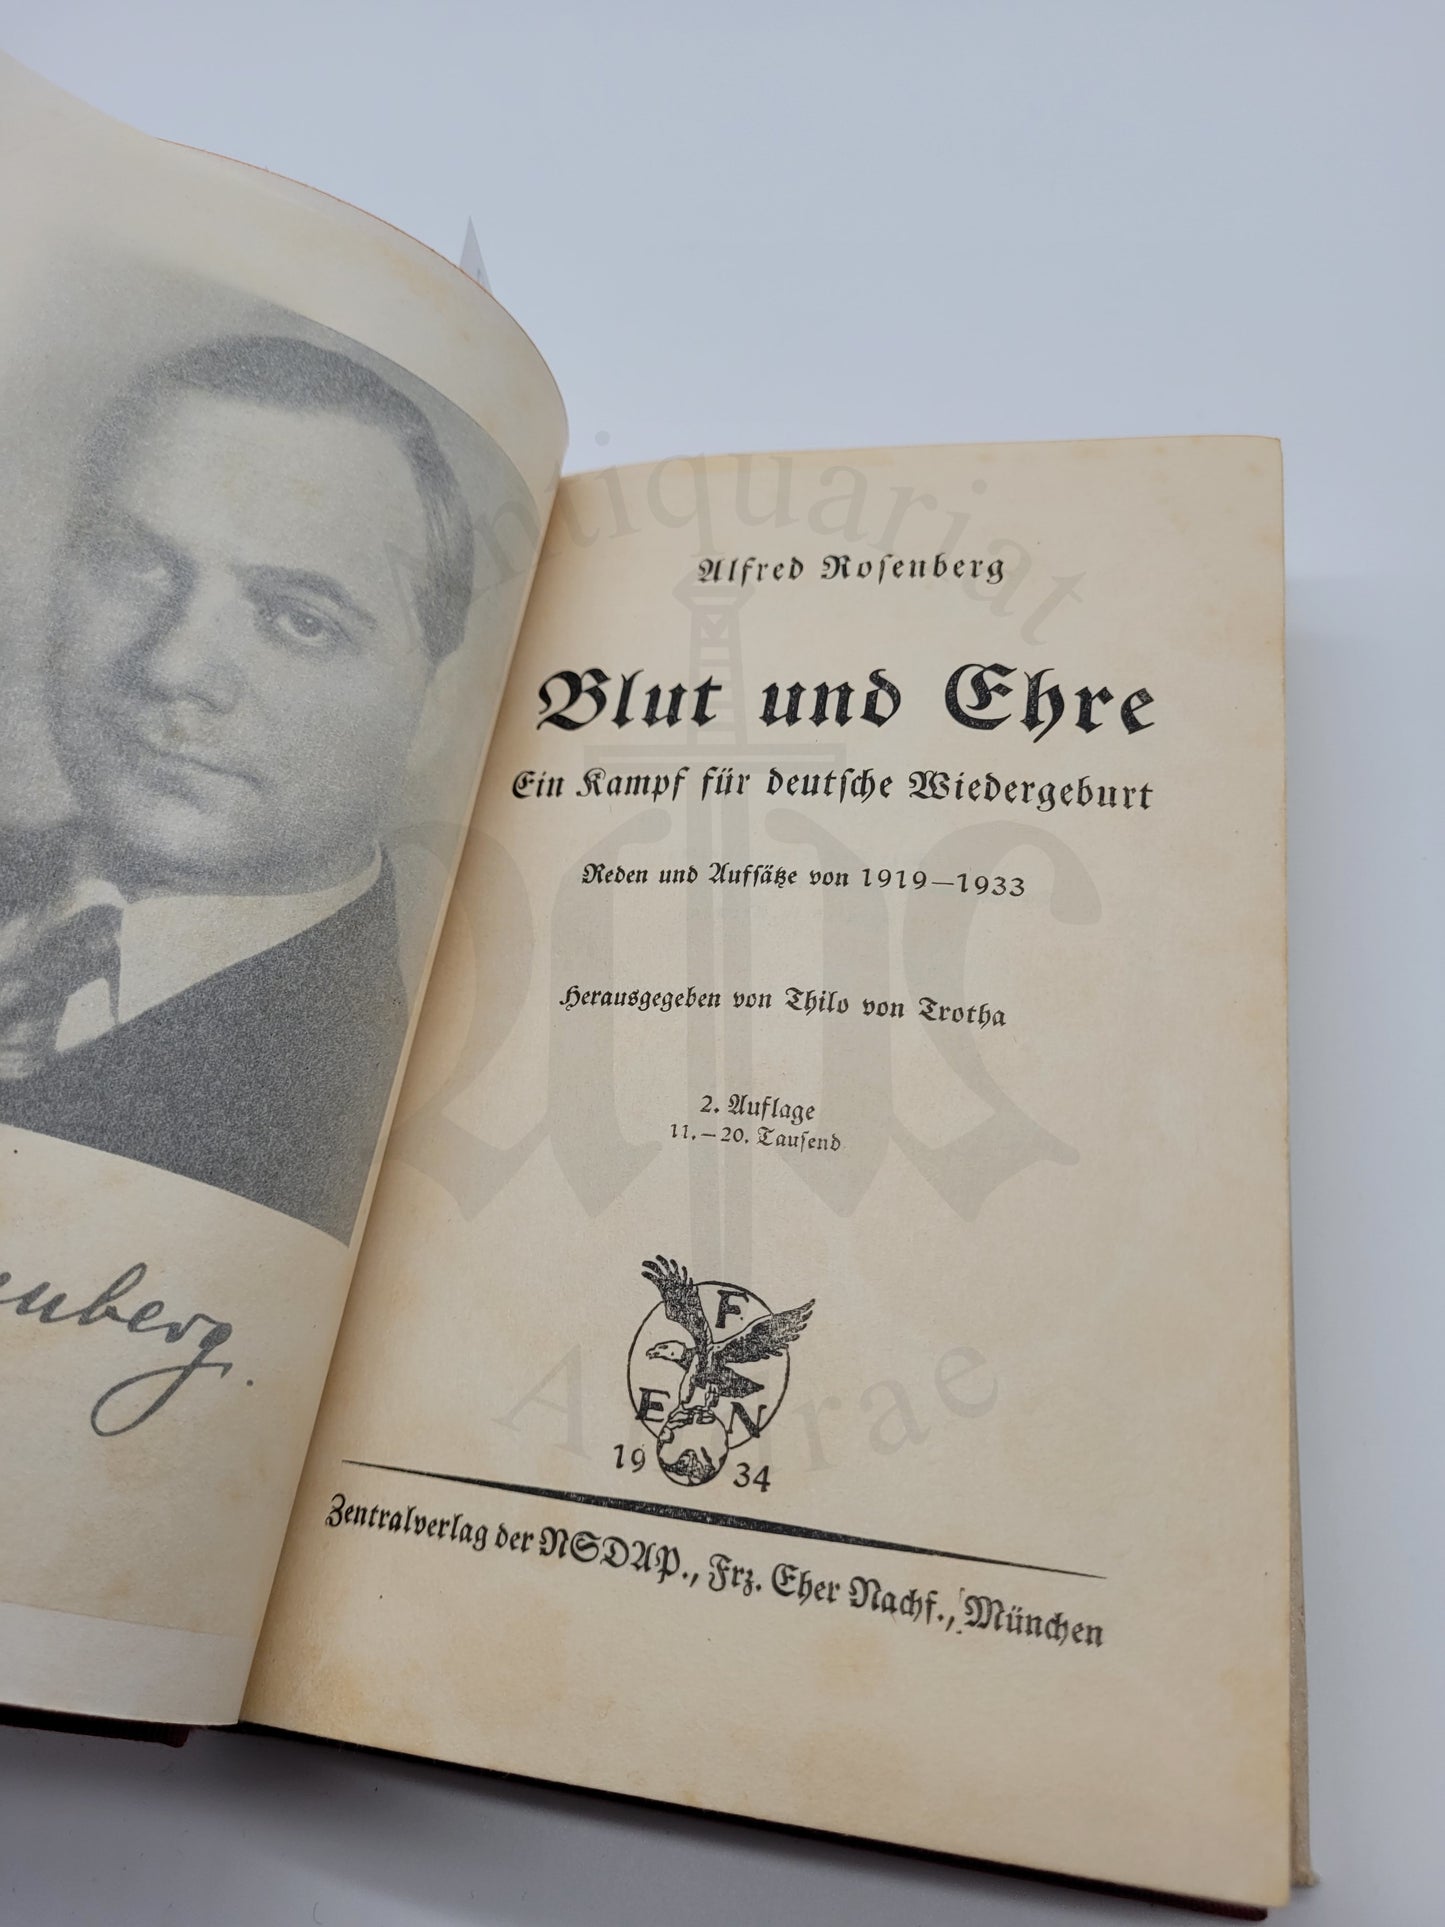 Alfred Rosenberg
Blut und Ehre
Ein Kampf für deutsche Wiedergeburt
Reden und Aufsätze von 1919–1933
Herausgegeben von Thilo von Trotha
2. Auflage
11.–20. Tausend
F
E N
19 34
Zentralverlag der NSDAP., Frz. Eher Nachf., München
Antiquariat